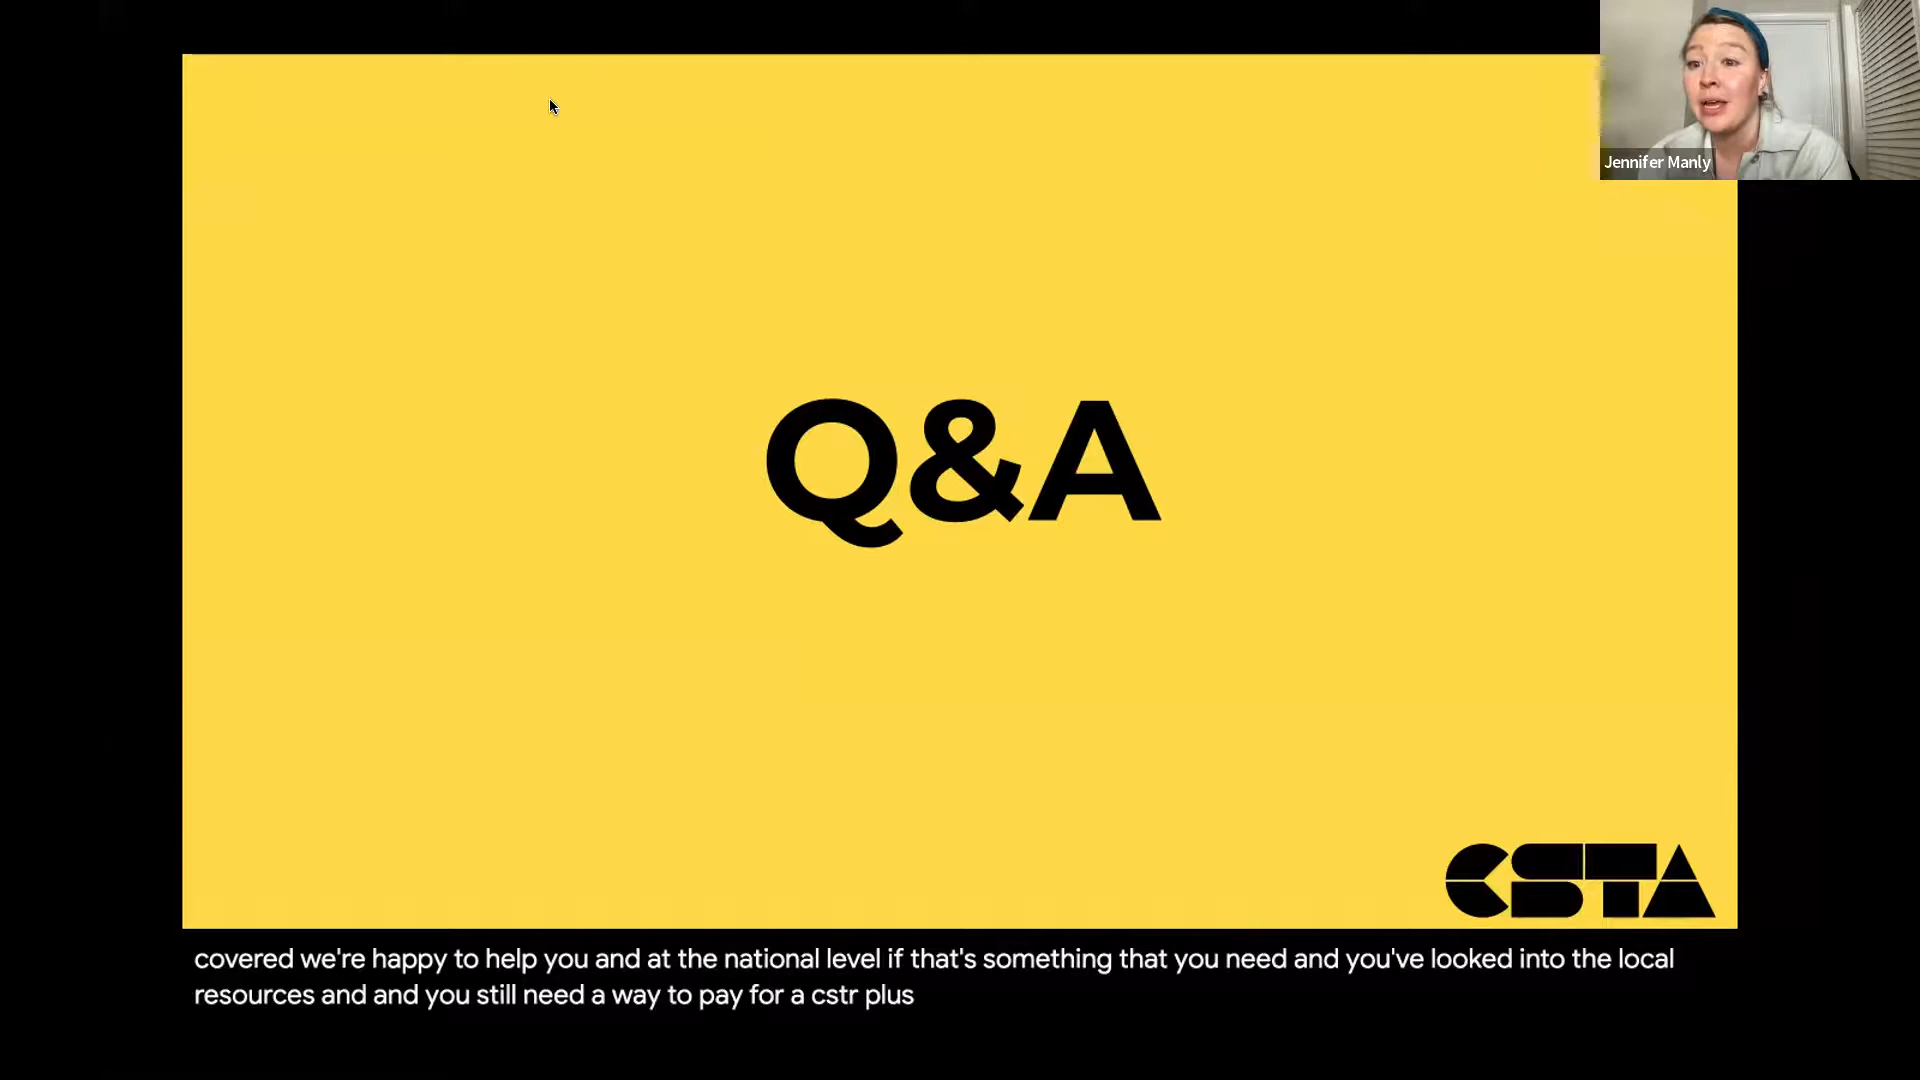 Jennifer Manly
Q&A
CSTA
covered we're happy to help you and at the national level if that's something that you need and you've looked into the local
resources and and you still need a way to pay for a cstr plus